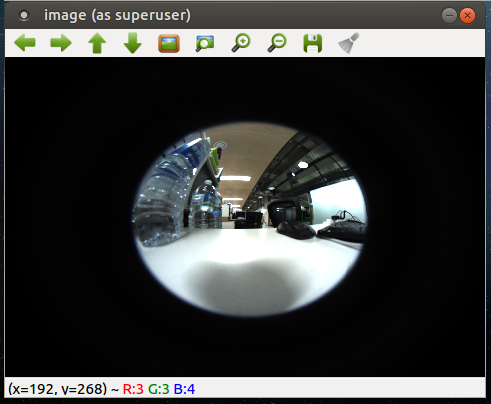 image (as superuser)
(x=192, y=268) ~ R:3 G:3 B:4